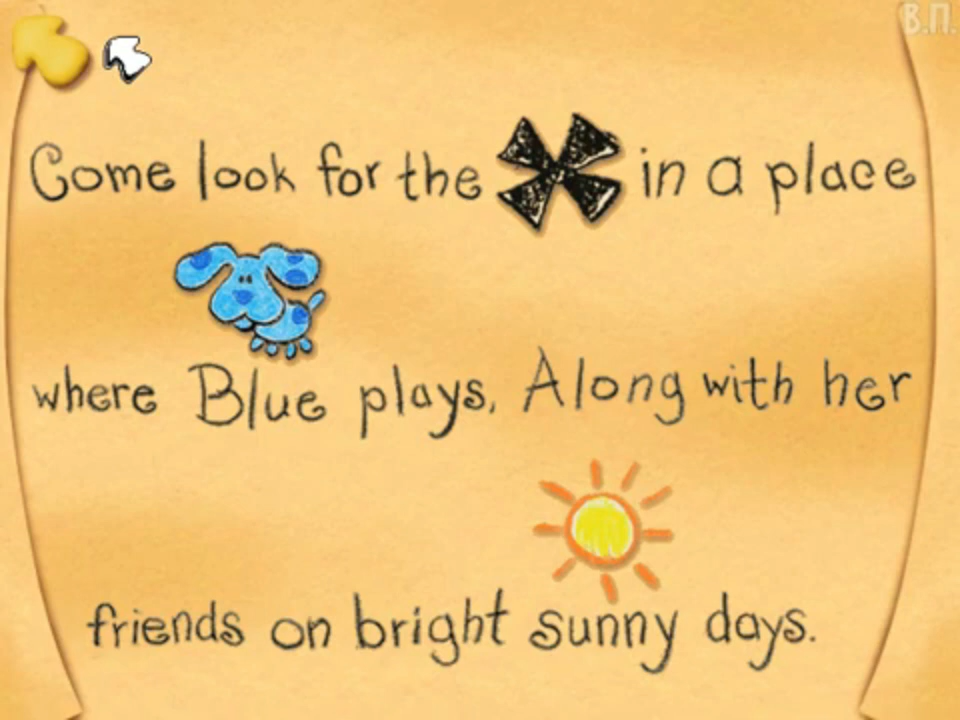 В.П.
Come look for the in a place
where Blue plays, Along with her
friends on bright sunny days.